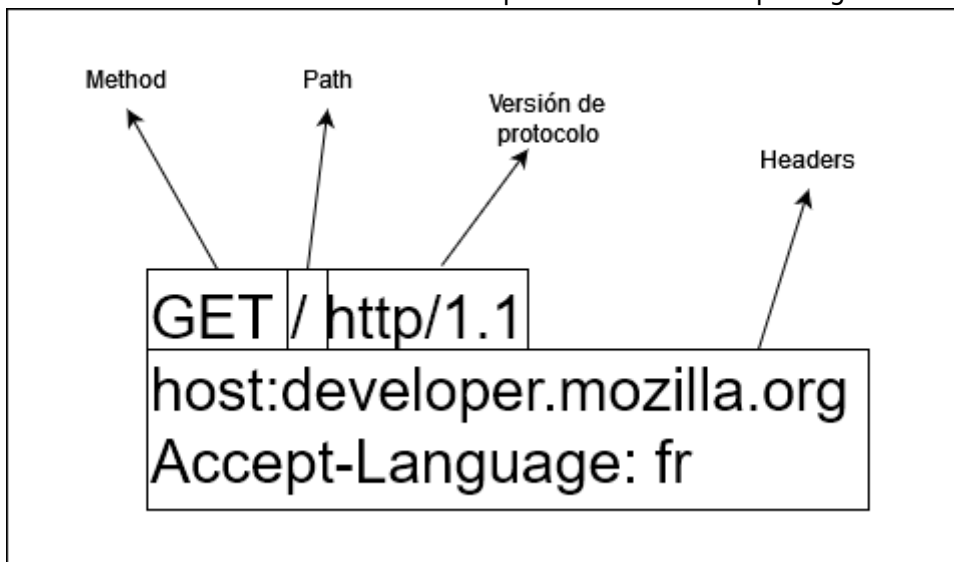 Method
Path
Versión de
protocolo
Headers
GET / http/1.1
host:developer.mozilla.org
Accept-Language: fr